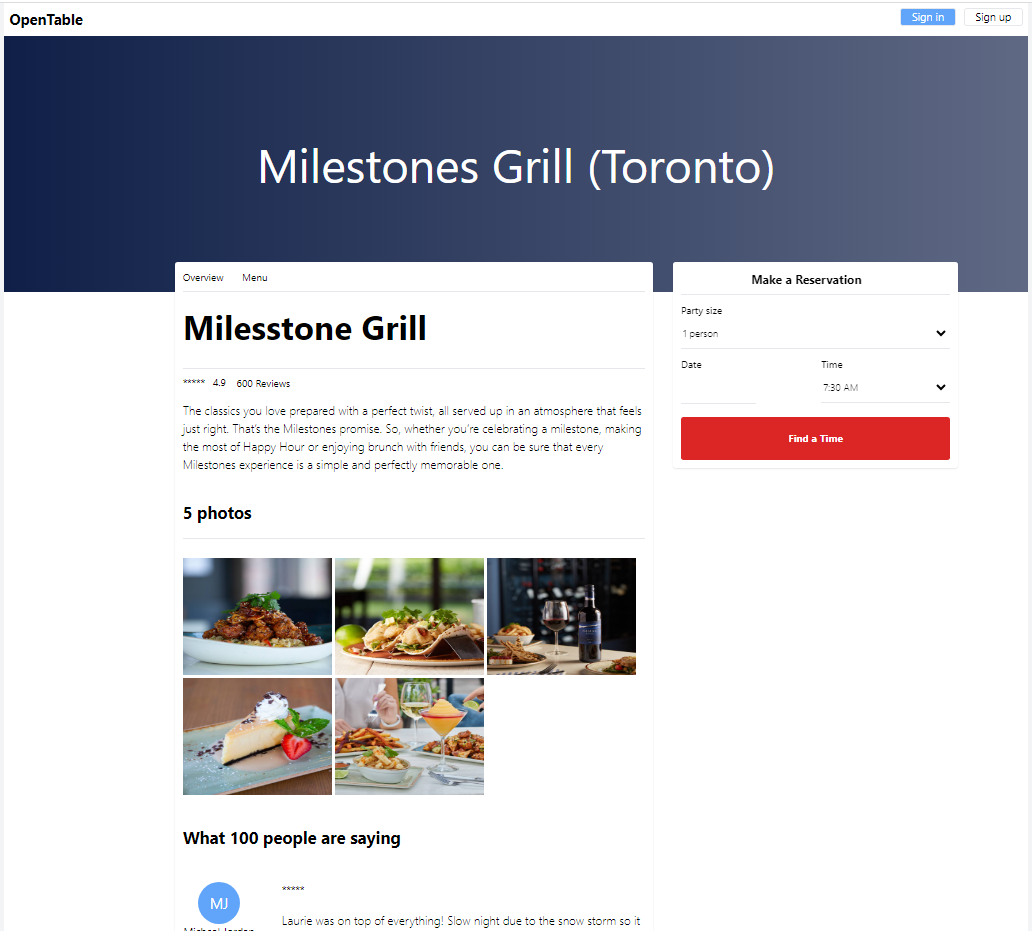 OpenTable
Sign in
Sign up
Milestones Grill (Toronto)
Overview
Menu
Milesstone Grill
***** 4.9 600 Reviews
The classics you love prepared with a perfect twist, all served up in an atmosphere that feels
just right. That's the Milestones promise. So, whether you're celebrating a milestone, making
the most of Happy Hour or enjoying brunch with friends, you can be sure that every
Milestones experience is a simple and perfectly memorable one.
5 photos
What 100 people are saying
MJ
*****
Laurie was on top of everything! Slow night due to the snow storm so it
Make a Reservation
Party size
1 person
Date
Time
7:30 AM
Find a Time